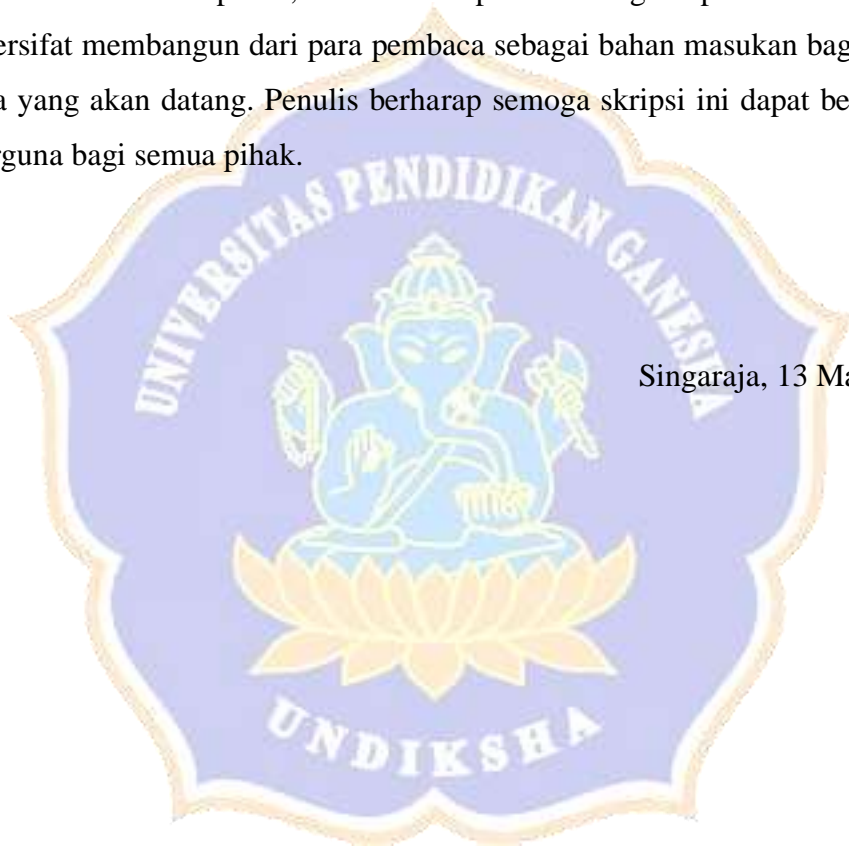 ersifat membangun dari para pembaca sebagai bahan masukan bag
yang akan datang. Penulis berharap semoga skripsi ini dapat be
rguna bagi semua pihak.
UNIVERSITAS PENDIDIKAN GANESHA
Singaraja, 13 Ma
UNDIKSHA